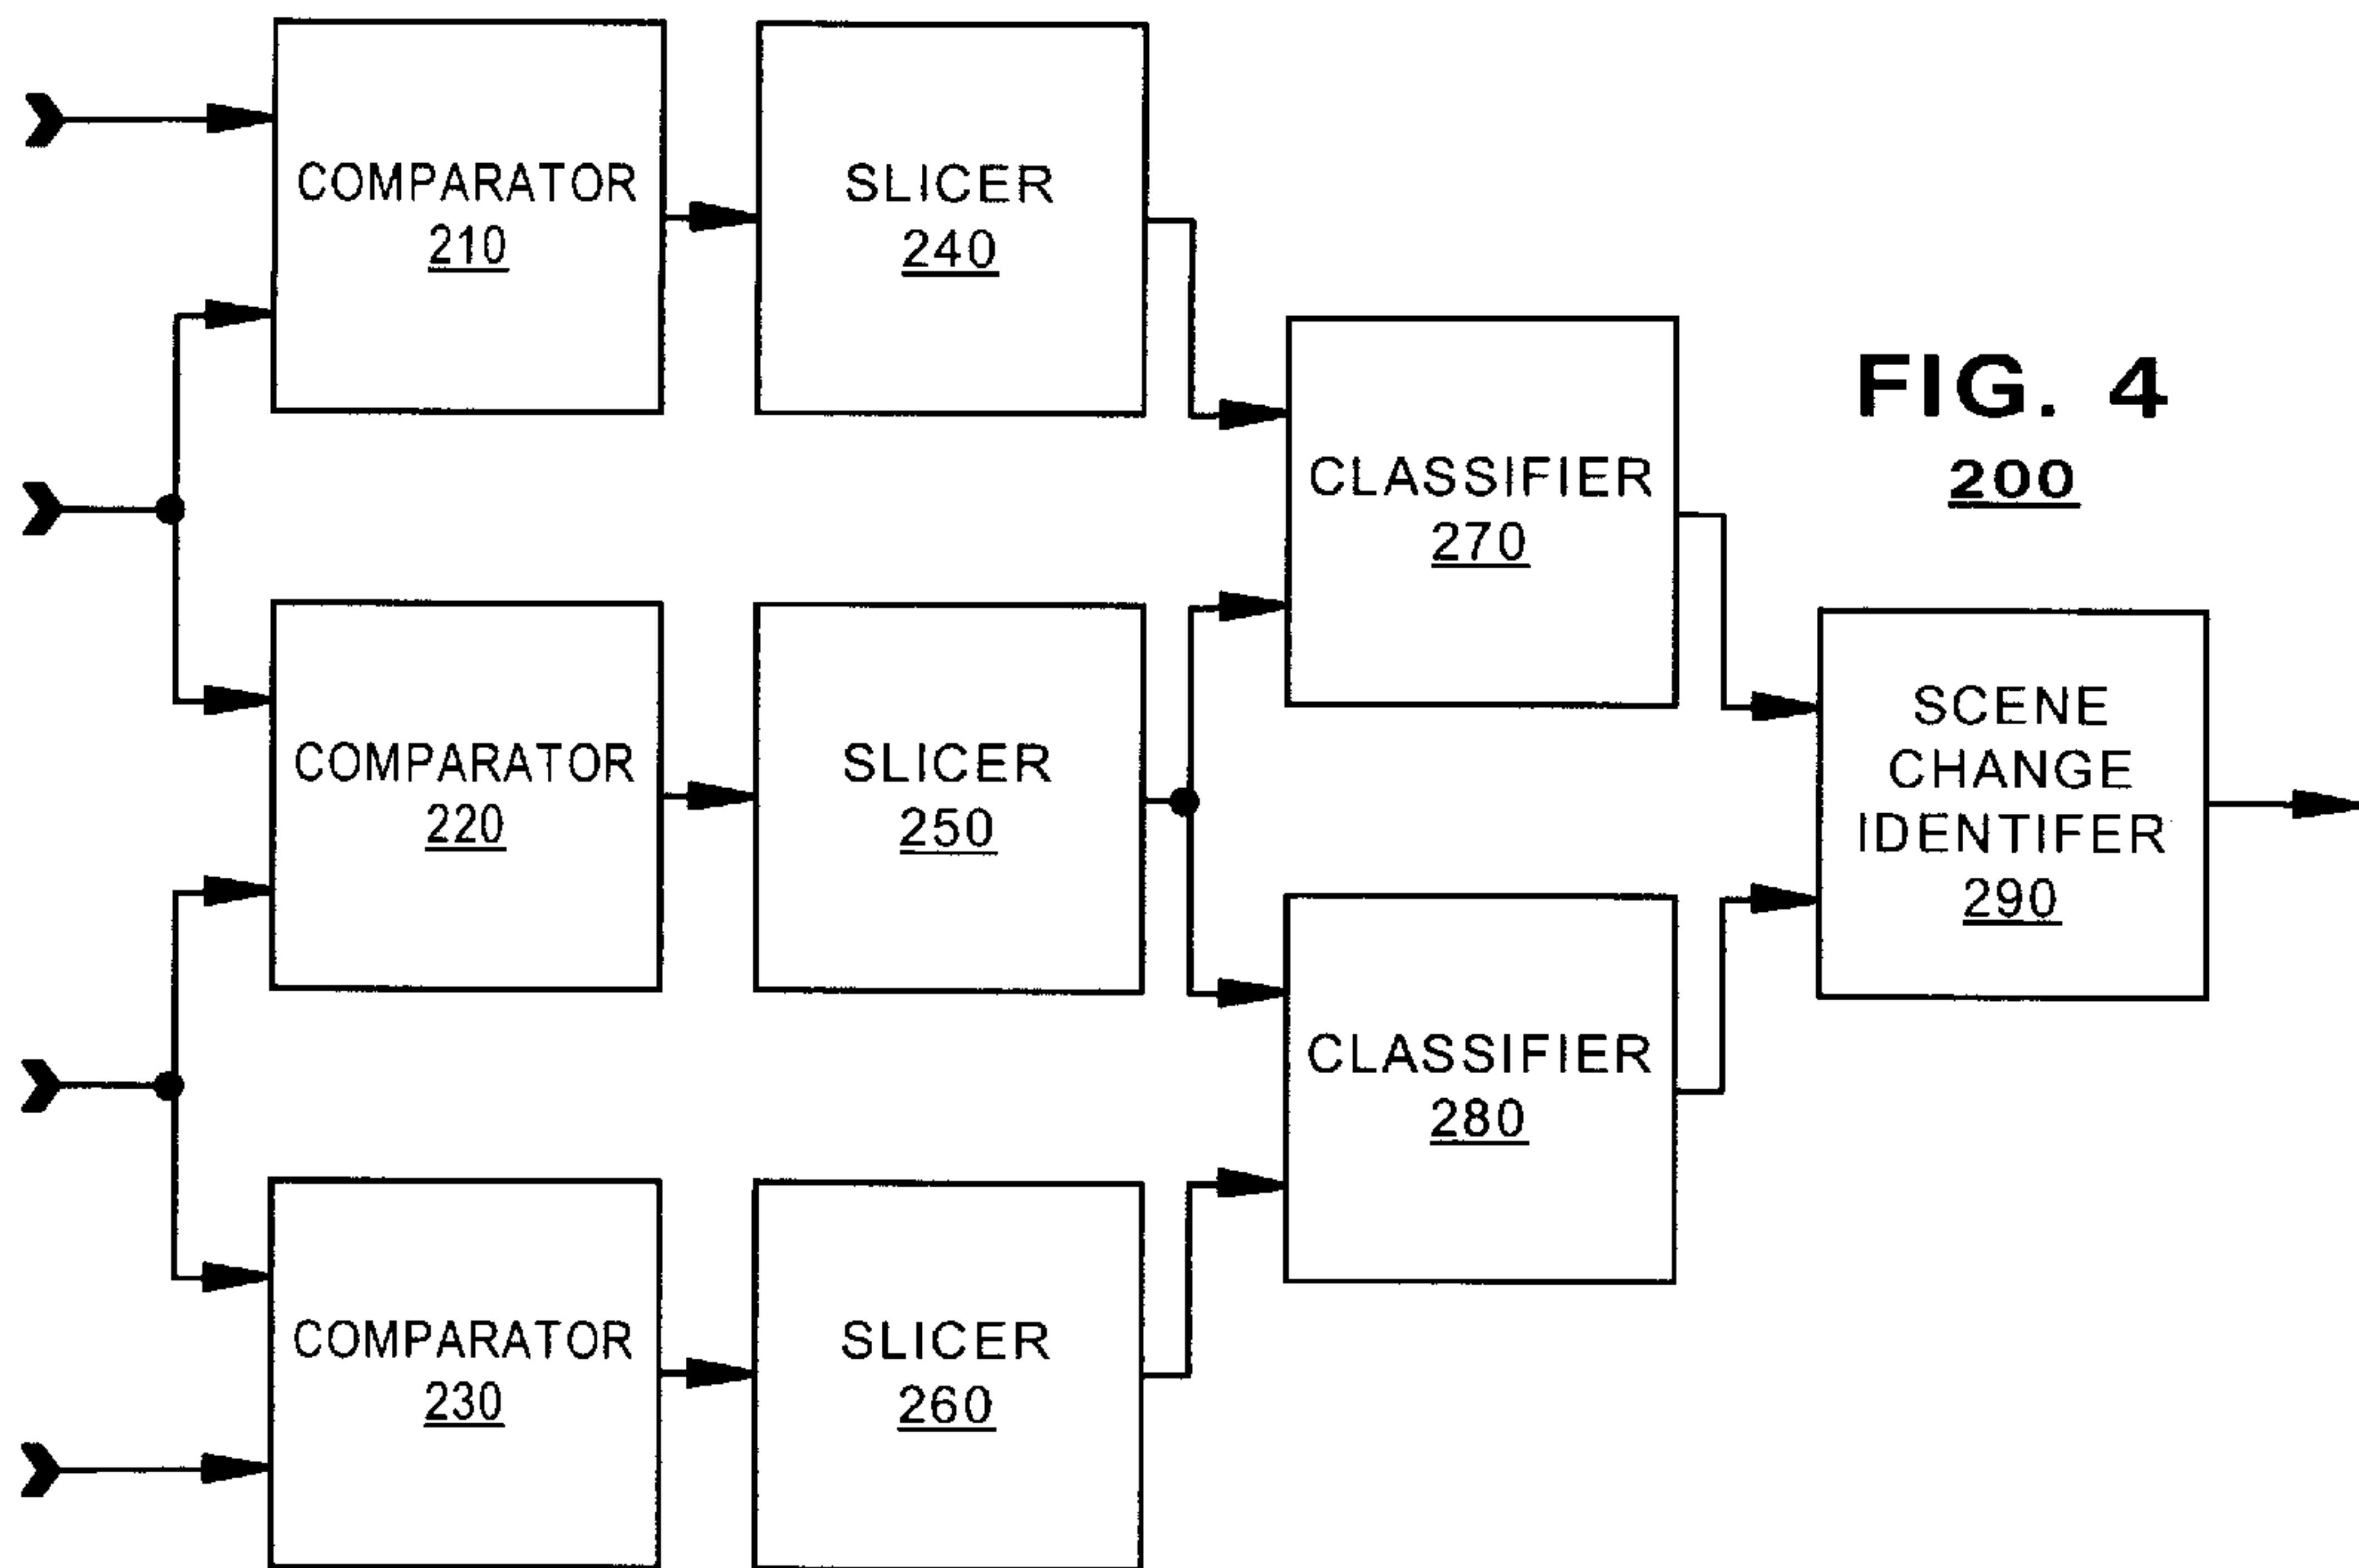 COMPARATOR
210
SLICER
240
CLASSIFIER
270
FIG. 4
200
COMPARATOR
220
SLICER
250
SCENE
CHANGE
IDENTIFER
290
CLASSIFIER
280
COMPARATOR
230
SLICER
260